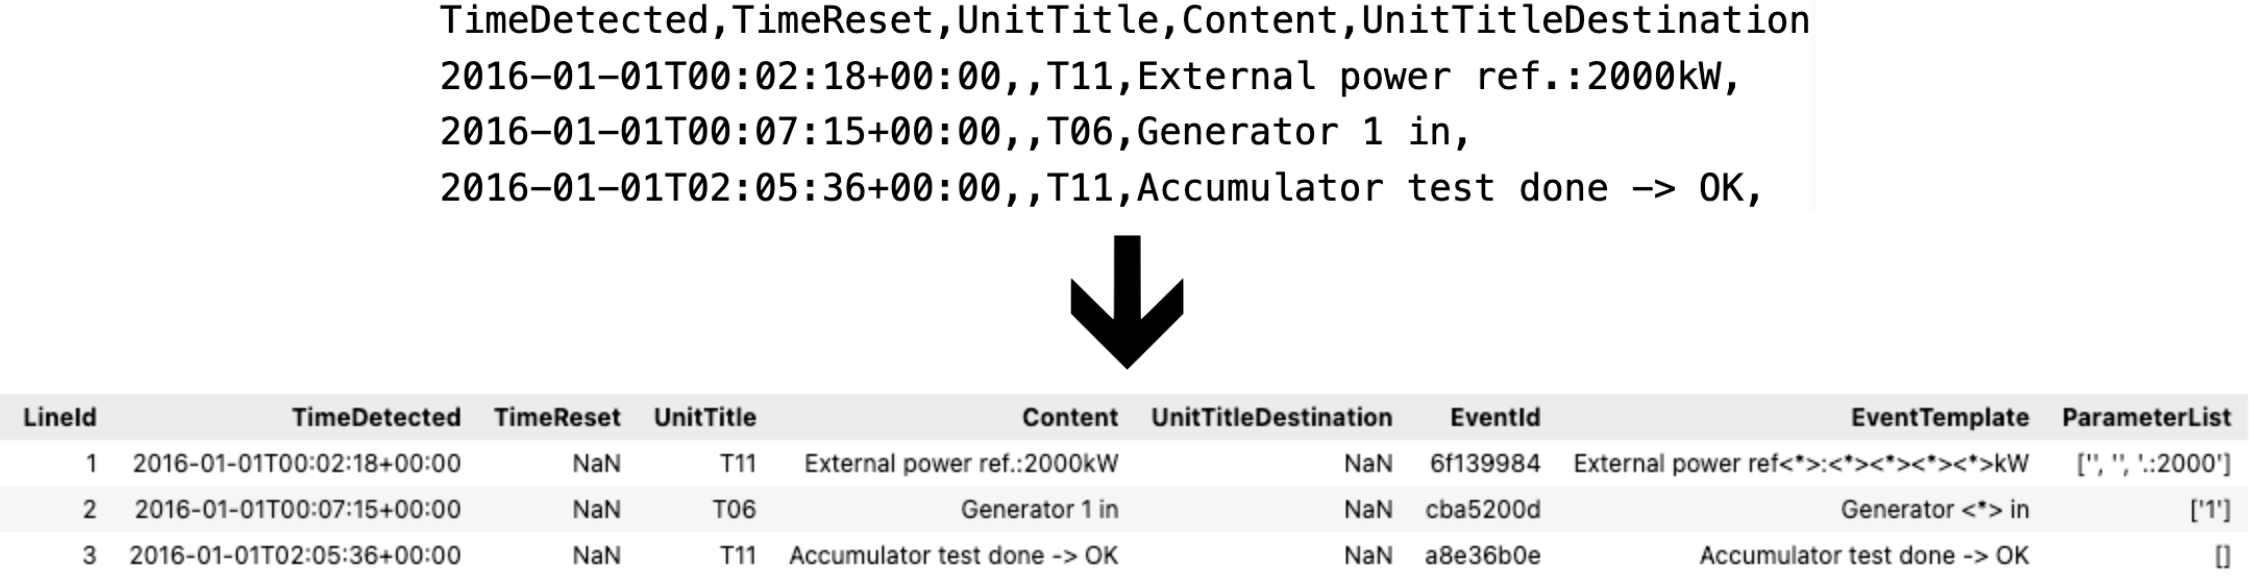 TimeDetected,TimeReset,UnitTitle,Content,UnitTitleDestination
2016-01-01T00:02:18+00:00,,T11,External power ref.:2000kW,
2016-01-01T00:07:15+00:00,,T06,Generator 1 in,
2016-01-01T02:05:36+00:00,,T11,Accumulator test done -> OK,
LineId TimeDetected TimeReset UnitTitle Content UnitTitleDestination EventId EventTemplate ParameterList
1 2016-01-01T00:02:18+00:00 NaN T11 External power ref.:2000kW NaN 6f139984 External power ref<*>:<*><*><*><*>kW ['', '', '.:2000']
2 2016-01-01T00:07:15+00:00 NaN T06 Generator 1 in NaN cba5200d Generator <*> in ['1']
3 2016-01-01T02:05:36+00:00 NaN T11 Accumulator test done -> OK NaN a8e36b0e Accumulator test done -> OK []